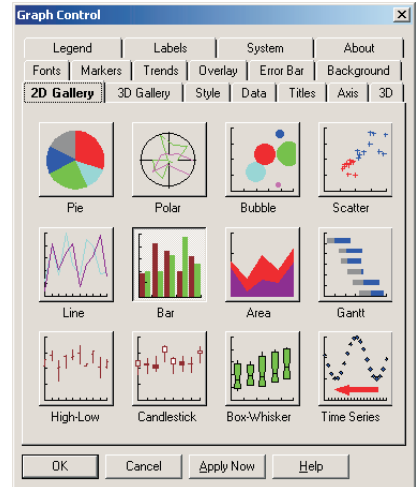 Graph Control
Legend Labels System About
Fonts Markers Trends Overlay Error Bar Background
2D Gallery 3D Gallery Style Data Titles Axis 3D
Pie Polar Bubble Scatter
Line Bar Area Gantt
High-Low Candlestick Box-Whisker Time Series
OK Cancel Apply Now Help